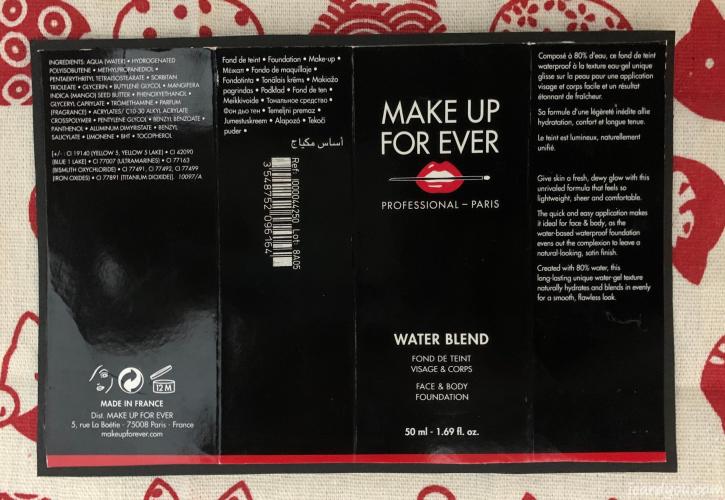 INGREDIENTS: AQUA (WATER) • HYDROGENATED
POLYISOBUTENE • METHYLPROPANEDIOL •
PENTAERYTHRITYL TETRAISOSTEARATE • SORBITAN
TRIOLEATE • GLYCERIN • BUTYLENE GLYCOL • MANGIFERA
INDICA (MANGO) SEED BUTTER • PHENOXYETHANOL •
GLYCERYL CAPRYLATE • TROMETHAMINE • PARFUM
(FRAGRANCE) • ACRYLATES/ C10-30 ALKYL ACRYLATE
CROSSPOLYMER • PENTYLENE GLYCOL • BENZYL BENZOATE •
PANTHENOL • ALUMINUM DIMYRISTATE • BENZYL
SALICYLATE • LIMONENE • BHT • TOCOPHEROL
[+/- : CI 19140 (YELLOW 5, YELLOW 5 LAKE) • CI 42090
(BLUE 1 LAKE) • CI 77007 (ULTRAMARINES) • CI 77163
(BISMUTH OXYCHLORIDE) • CI 77491, CI 77492, CI 77499
(IRON OXIDES) • CI 77891 (TITANIUM DIOXIDE)]. 10097/A
12 M
MADE IN FRANCE
Dist. MAKE UP FOR EVER
5, rue La Boétie - 75008 Paris - France
makeupforever.com
Fond de teint • Foundation • Make-up •
Мекап • Fondo de maquillaje •
Fondotinta • Tonālais krēms • Makiažo
pagrindas • Podklad • Fond de ten •
Meikkivoide • Тональное средство •
Фон дьо тен • Temeljni premaz •
Jumestuskreem • Alapozó • Tekoči
puder •
أساس مكياج
Ref: I000044250 Lot: 8A05
3 548752 096164
MAKE UP
FOR EVER
PROFESSIONAL – PARIS
WATER BLEND
FOND DE TEINT
VISAGE & CORPS
FACE & BODY
FOUNDATION
50 ml - 1.69 fl. oz.
Composé à 80% d'eau, ce fond de teint
waterproof à la texture eau-gel unique
glisse sur la peau pour une application
visage et corps facile et un résultat
étonnant de fraîcheur.
Sa formule d'une légèreté inédite allie
hydratation, confort et longue tenue.
Le teint est lumineux, naturellement
unifié.
Give skin a fresh, dewy glow with this
unrivaled formula that feels so
lightweight, sheer and comfortable.
The quick and easy application makes
it ideal for face & body, as the
water-based waterproof foundation
evens out the complexion to leave a
natural-looking, satin finish.
Created with 80% water, this
long-lasting unique water-gel texture
naturally hydrates and blends in evenly
for a smooth, flawless look.